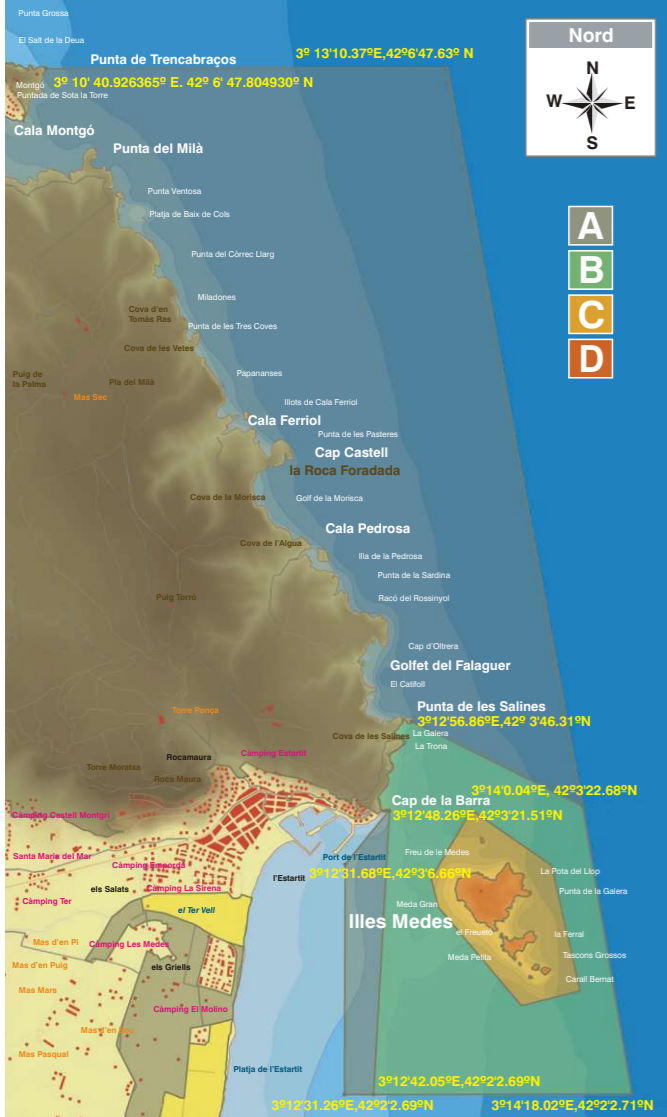 Punta Grossa
El Salt de la Deua
Punta de Trencabraços
3º 13'10.37ºE,42º6'47.63º N
Nord
N
W
E
S
Montgó
3º 10' 40.926365º E. 42º 6' 47.804930º N
Puntada de Sota la Torre
Cala Montgó
Punta del Milà
Punta Ventosa
Platja de Baix de Cols
A
B
C
D
Punta del Còrrec Llarg
Miladones
Cova d'en
Tomàs Ras
Punta de les Tres Coves
Cova de les Vetes
Puig de
la Palma
Pla del Milà
Papananses
Mas Sec
Illots de Cala Ferriol
Cala Ferriol
Punta de les Pasteres
Cap Castell
la Roca Foradada
Cova de la Morisca
Golf de la Morisca
Cala Pedrosa
Cova de l'Aigua
Illa de la Pedrosa
Punta de la Sardina
Puig Torró
Racó del Rossinyol
Cap d'Oltrera
Golfet del Falaguer
El Catifoll
Punta de les Salines
Torre Ponça
3º12'56.86ºE,42º 3'46.31ºN
Cova de les Salines
La Galera
La Trona
Càmping Estartit
Rocamaura
Torre Moratxa
Roca Maura
3º14'0.04ºE, 42º3'22.68ºN
Cap de la Barra
3º12'48.26ºE,42º3'21.51ºN
Càmping Castell Montgrí
Santa Maria del Mar
Càmping Empordà
Port de l'Estartit
Freu de le Medes
3º12'31.68ºE,42º3'6.66ºN
La Pota del Llop
els Salats
Càmping La Sirena
l'Estartit
Punta de la Galera
Càmping Ter
Meda Gran
el Ter Vell
Illes Medes
el Freuetó
la Ferral
Mas d'en Pi
Càmping Les Medes
Meda Petita
Tascons Grossos
Mas d'en Puig
els Griells
Carall Bernat
Mas Mars
Càmping El Molino
Mas d'en
Mas Pasqual
Platja de l'Estartit
3º12'42.05ºE,42º2'2.69ºN
3º12'31.26ºE,42º2'2.69ºN
3º14'18.02ºE,42º2'2.71ºN